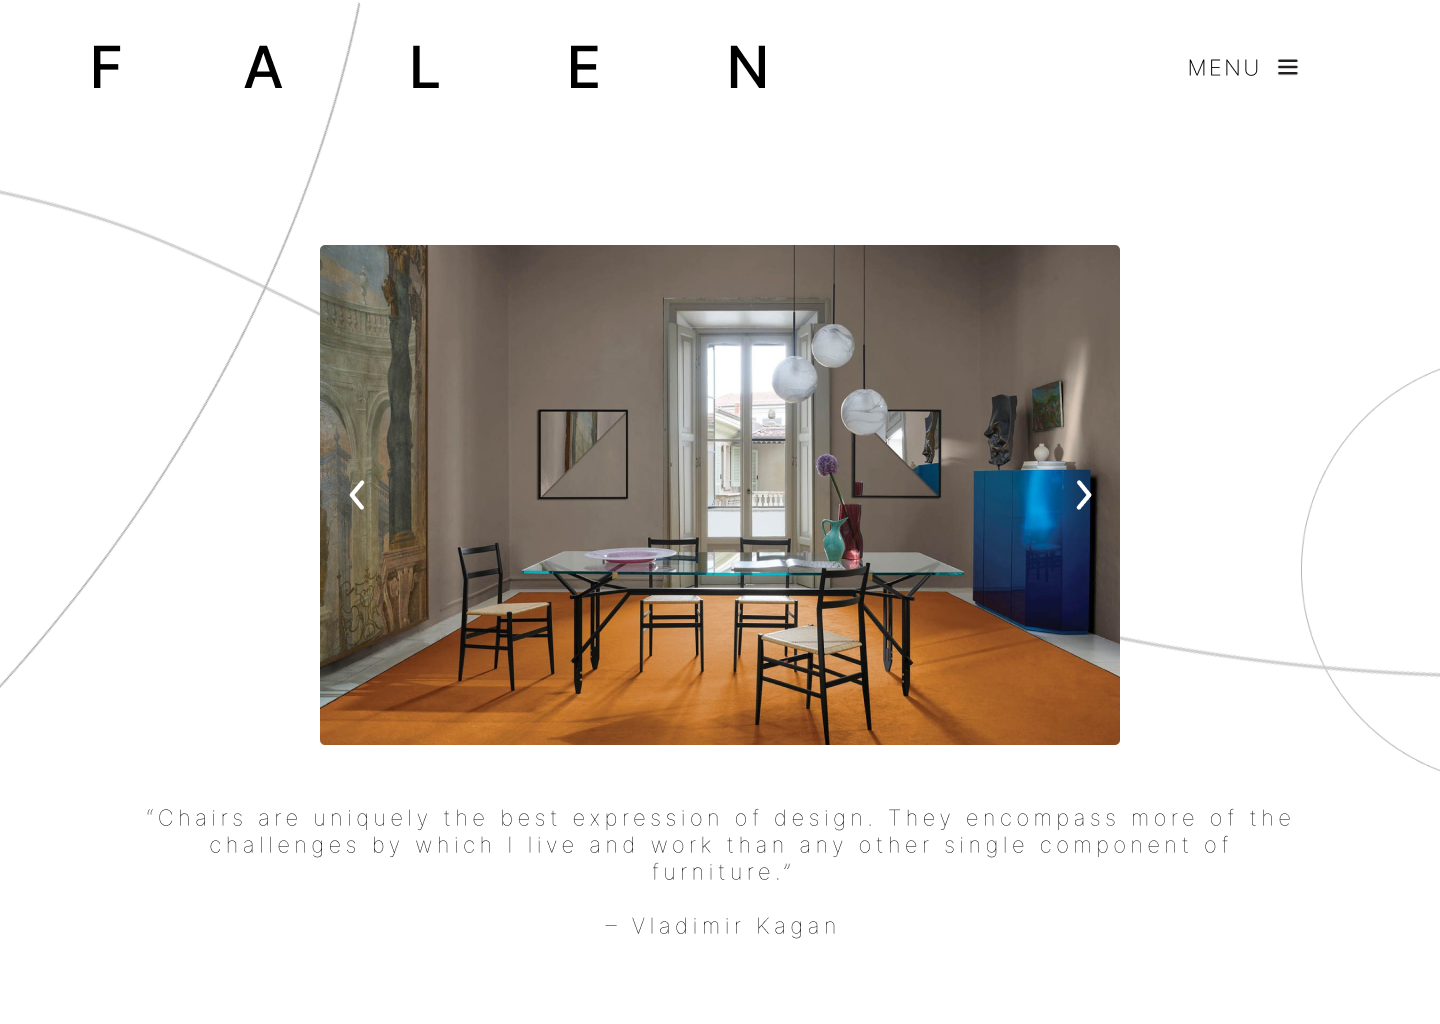 F A L E N
MENU
“Chairs are uniquely the best expression of design. They encompass more of the
challenges by which I live and work than any other single component of
furniture.”
– Vladimir Kagan